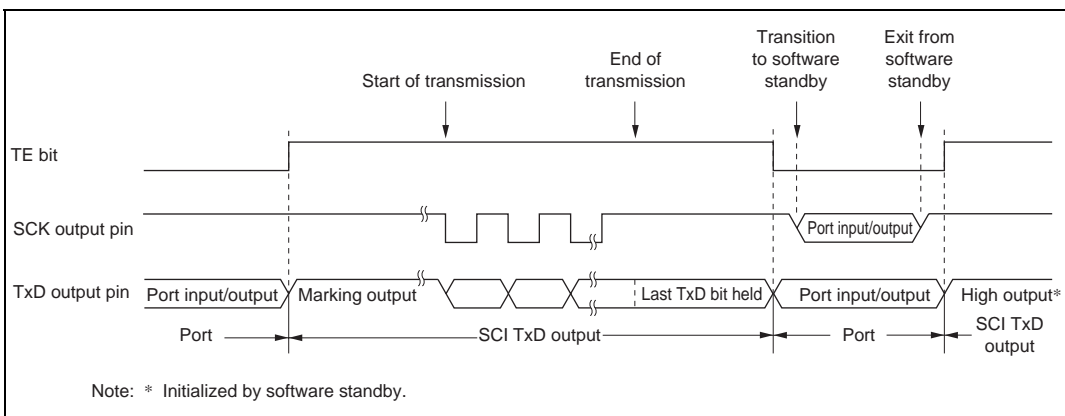 Transition
to software
standby
Exit from
software
standby
End of
transmission
Start of transmission
TE bit
SCK output pin
Port input/output
TxD output pin
Port input/output
Marking output
Last TxD bit held
Port input/output
High output*
Port
SCI TxD output
Port
SCI TxD
output
Note: * Initialized by software standby.